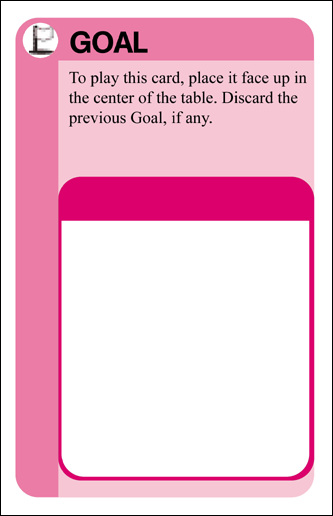 GOAL
To play this card, place it face up in
the center of the table. Discard the
previous Goal, if any.